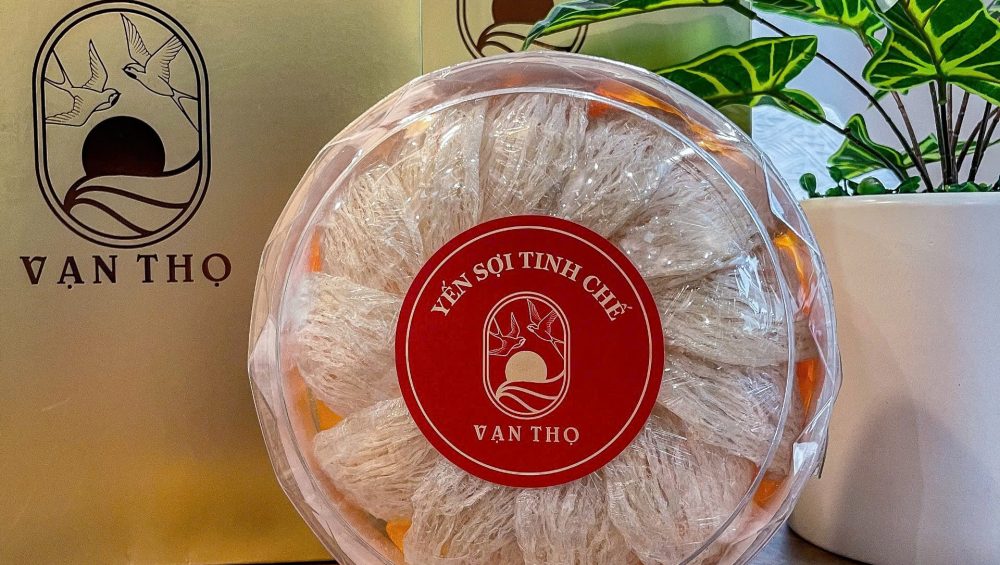 VẠN THỌ
YẾN SỢI TINH CHẾ
VẠN THỌ